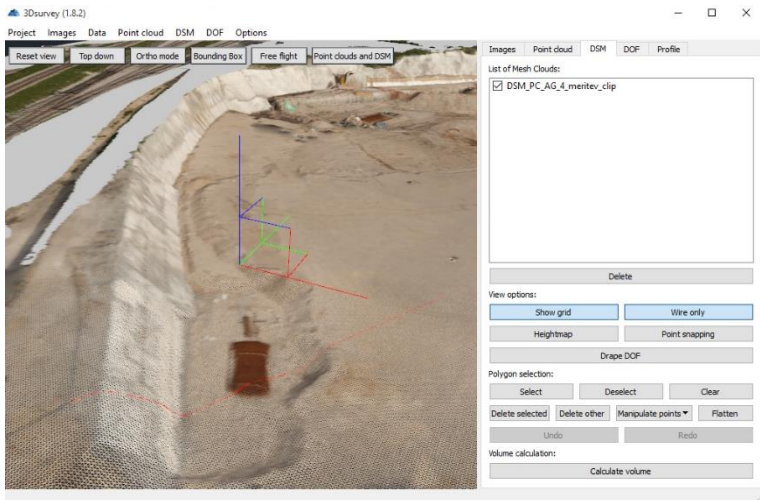 3Dsurvey (1.8.2)
Project Images Data Point cloud DSM DOF Options
Reset view Top down Ortho mode Bounding Box Free flight Point clouds and DSM
Images Point cloud DSM DOF Profile
List of Mesh Clouds:
DSM_PC_AG_4_meritev_clip
Delete
View options:
Show grid Wire only
Heightmap Point snapping
Drape DOF
Polygon selection:
Select Deselect Clear
Delete selected Delete other Manipulate points Flatten
Undo Redo
Volume calculation:
Calculate volume